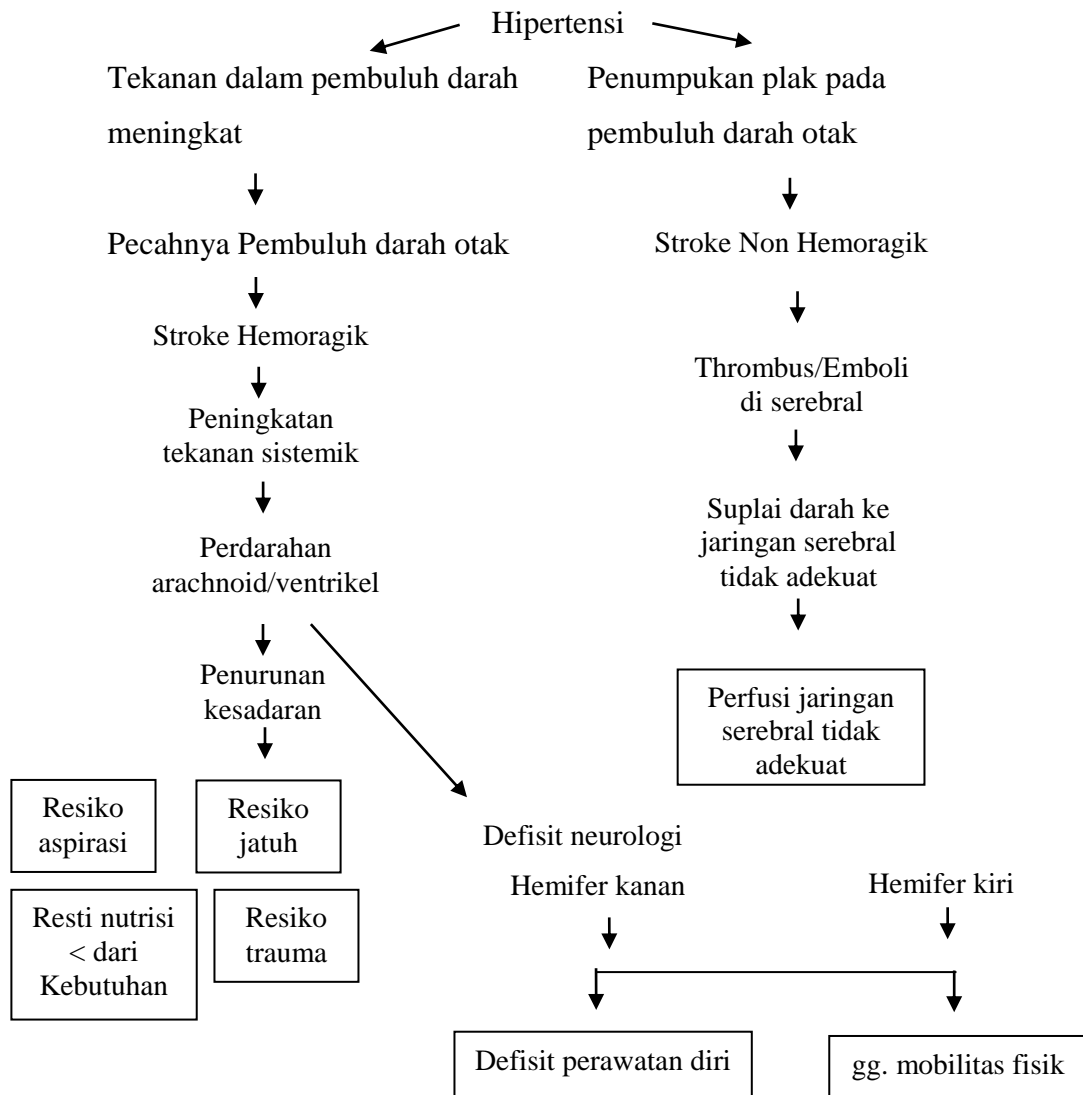 Hipertensi
Tekanan dalam pembuluh darah
meningkat
Penumpukan plak pada
pembuluh darah otak
Pecahnya Pembuluh darah otak
Stroke Non Hemoragik
Stroke Hemoragik
Thrombus/Emboli
di serebral
Peningkatan
tekanan sistemik
Suplai darah ke
jaringan serebral
tidak adekuat
Perdarahan
arachnoid/ventrikel
Penurunan
kesadaran
Perfusi jaringan
serebral tidak
adekuat
Resiko
aspirasi
Resiko
jatuh
Defisit neurologi
Hemifer kanan
Hemifer kiri
Resti nutrisi
< dari
Kebutuhan
Resiko
trauma
Defisit perawatan diri
gg. mobilitas fisik